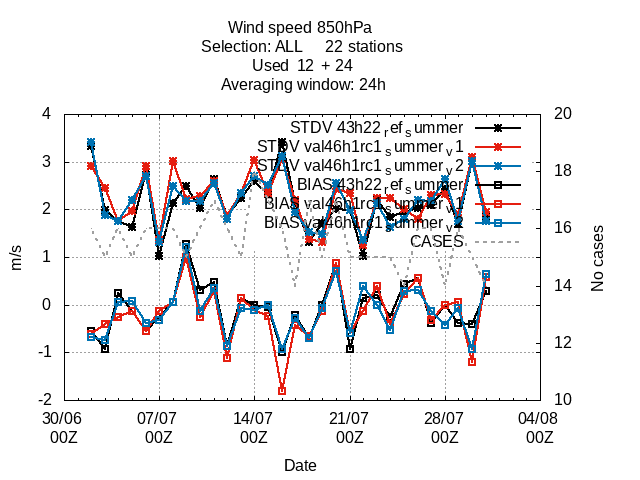 Wind speed 850hPa
Selection: ALL 22 stations
Used 12 + 24
Averaging window: 24h
4
3
2
1
0
-1
-2
m/s
20
18
16
14
12
10
No cases
STDV 43h22_ref_summer
STDV val46h1rc1_summer_v1
STDV val46h1rc1_summer_v2
BIAS 43h22_ref_summer
BIAS val46h1rc1_summer_v1
BIAS val46h1rc1_summer_v2
CASES
30/06 07/07 14/07 21/07 28/07 04/08
00Z 00Z 00Z 00Z 00Z 00Z
Date